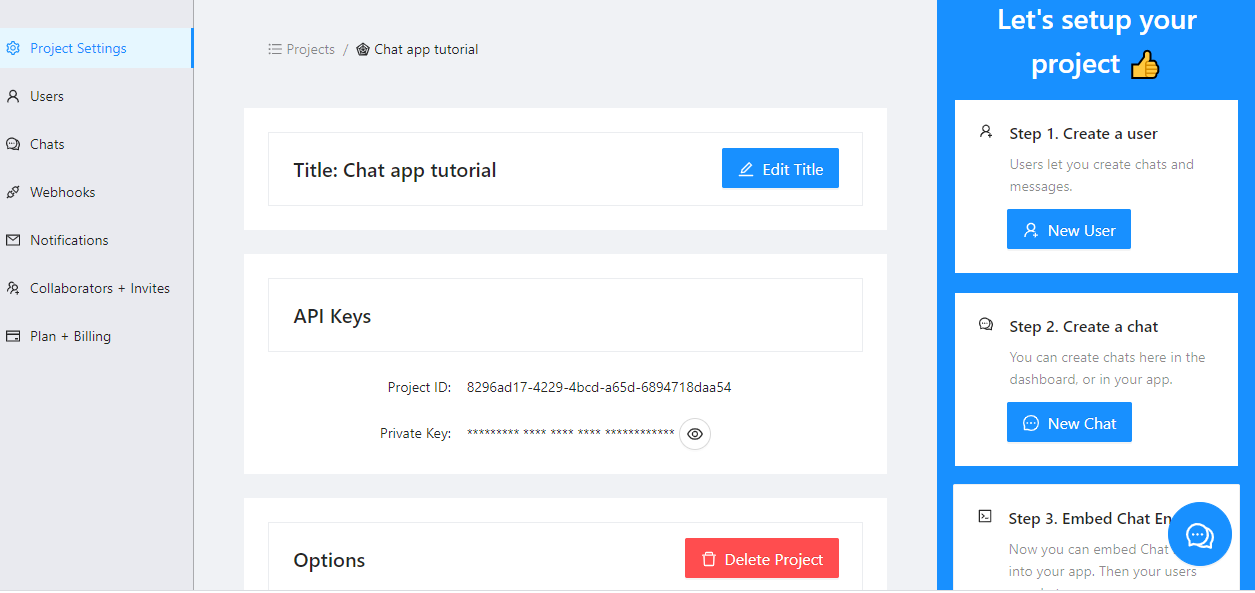 Project Settings
Users
Chats
Webhooks
Notifications
Collaborators + Invites
Plan + Billing
Projects / Chat app tutorial
Title: Chat app tutorial
Edit Title
API Keys
Project ID: 8296ad17-4229-4bcd-a65d-6894718daa54
Private Key: ********* **** **** **** ************
Options
Delete Project
Let's setup your
project 👍
Step 1. Create a user
Users let you create chats and
messages.
New User
Step 2. Create a chat
You can create chats here in the
dashboard, or in your app.
New Chat
Step 3. Embed Chat En
Now you can embed Chat
into your app. Then your users